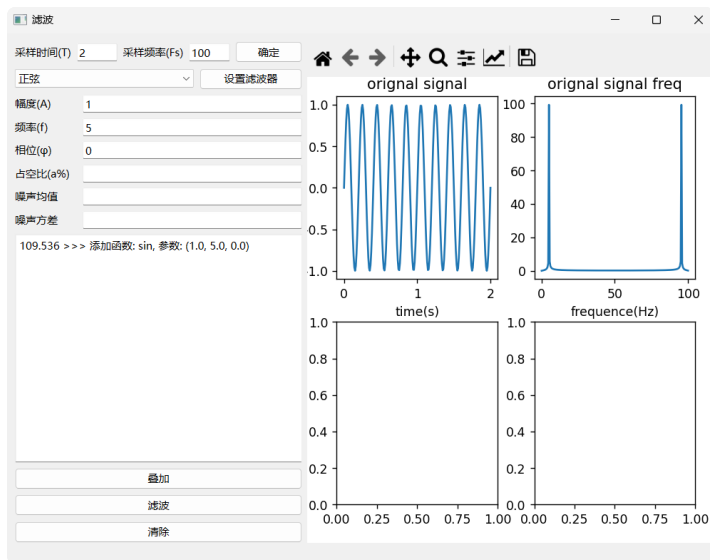 滤波
采样时间(T) 2 采样频率(Fs) 100 确定
正弦 设置滤波器
幅度(A) 1
频率(f) 5
相位(φ) 0
占空比(a%)
噪声均值
噪声方差
109.536 >>> 添加函数: sin, 参数: (1.0, 5.0, 0.0)
叠加
滤波
清除
orignal signal
1.0
0.5
0.0
0.5
1.0
0 1 2
time(s)
orignal signal freq
100
80
60
40
20
0
0 50 100
frequence(Hz)
1.0
0.8
0.6
0.4
0.2
0.0
0.00 0.25 0.50 0.75 1.00
1.0
0.8
0.6
0.4
0.2
0.0
0.00 0.25 0.50 0.75 1.00